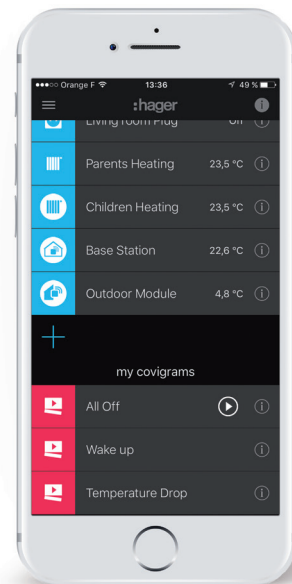 Orange F 13:36 49 %
:hager
Living room Plug Off
Parents Heating 23,5 °C
Children Heating 23,5 °C
Base Station 22,6 °C
Outdoor Module 4,8 °C
my covigrams
All Off
Wake up
Temperature Drop